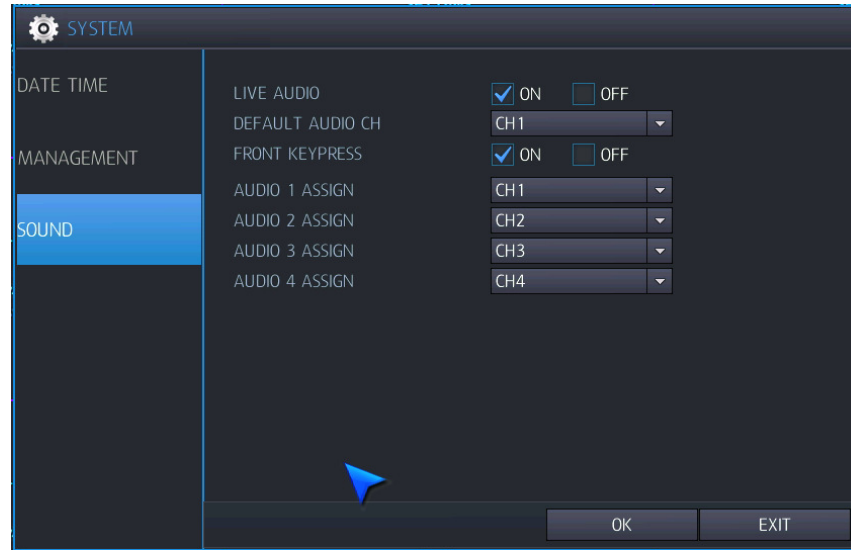 SYSTEM
DATE TIME
MANAGEMENT
SOUND
LIVE AUDIO ON OFF
DEFAULT AUDIO CH CH1
FRONT KEYPRESS ON OFF
AUDIO 1 ASSIGN CH1
AUDIO 2 ASSIGN CH2
AUDIO 3 ASSIGN CH3
AUDIO 4 ASSIGN CH4
OK EXIT